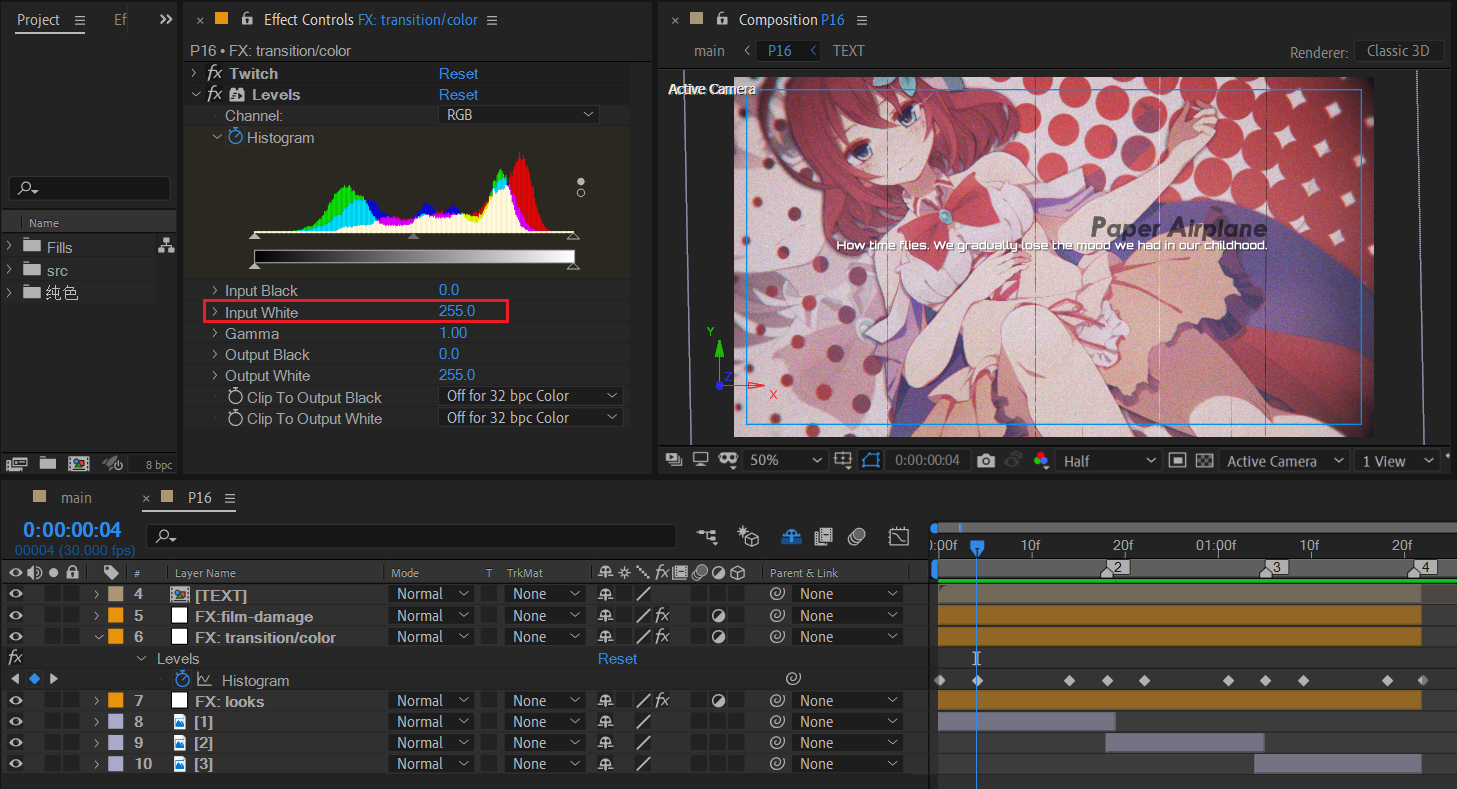 Project
Ef
Effect Controls FX: transition/color
P16 • FX: transition/color
fx Twitch Reset
fx Levels Reset
Channel: RGB
Histogram
Input Black 0.0
Input White 255.0
Gamma 1.00
Output Black 0.0
Output White 255.0
Clip To Output Black Off for 32 bpc Color
Clip To Output White Off for 32 bpc Color
Name
Fills
src
纯色
8 bpc
Composition P16
main P16 TEXT
Renderer: Classic 3D
Active Camera
Paper Airplane
How time flies. We gradually lose the mood we had in our childhood.
Y
Z
X
50% 0:00:00:04 Half Active Camera 1 View
main P16
0:00:00:04
00004 (30.000 fps)
# Layer Name Mode T TrkMat fx Parent & Link
:00f 10f 20f 01:00f 10f 20f
2 3 4
4 [TEXT] Normal None None
5 FX:film-damage Normal None fx None
6 FX: transition/color Normal None fx None
fx Levels Reset
Histogram
7 FX: looks Normal None fx None
8 [1] Normal None None
9 [2] Normal None None
10 [3] Normal None None